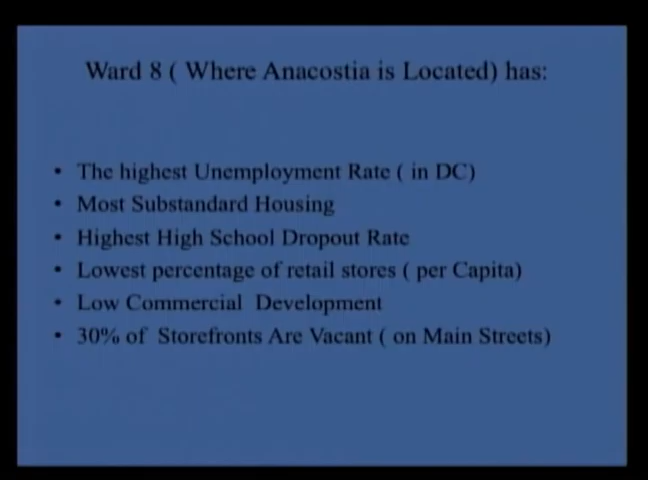 Ward 8 ( Where Anacostia is Located) has:
• The highest Unemployment Rate ( in DC)
• Most Substandard Housing
• Highest High School Dropout Rate
• Lowest percentage of retail stores ( per Capita)
• Low Commercial Development
• 30% of Storefronts Are Vacant ( on Main Streets)